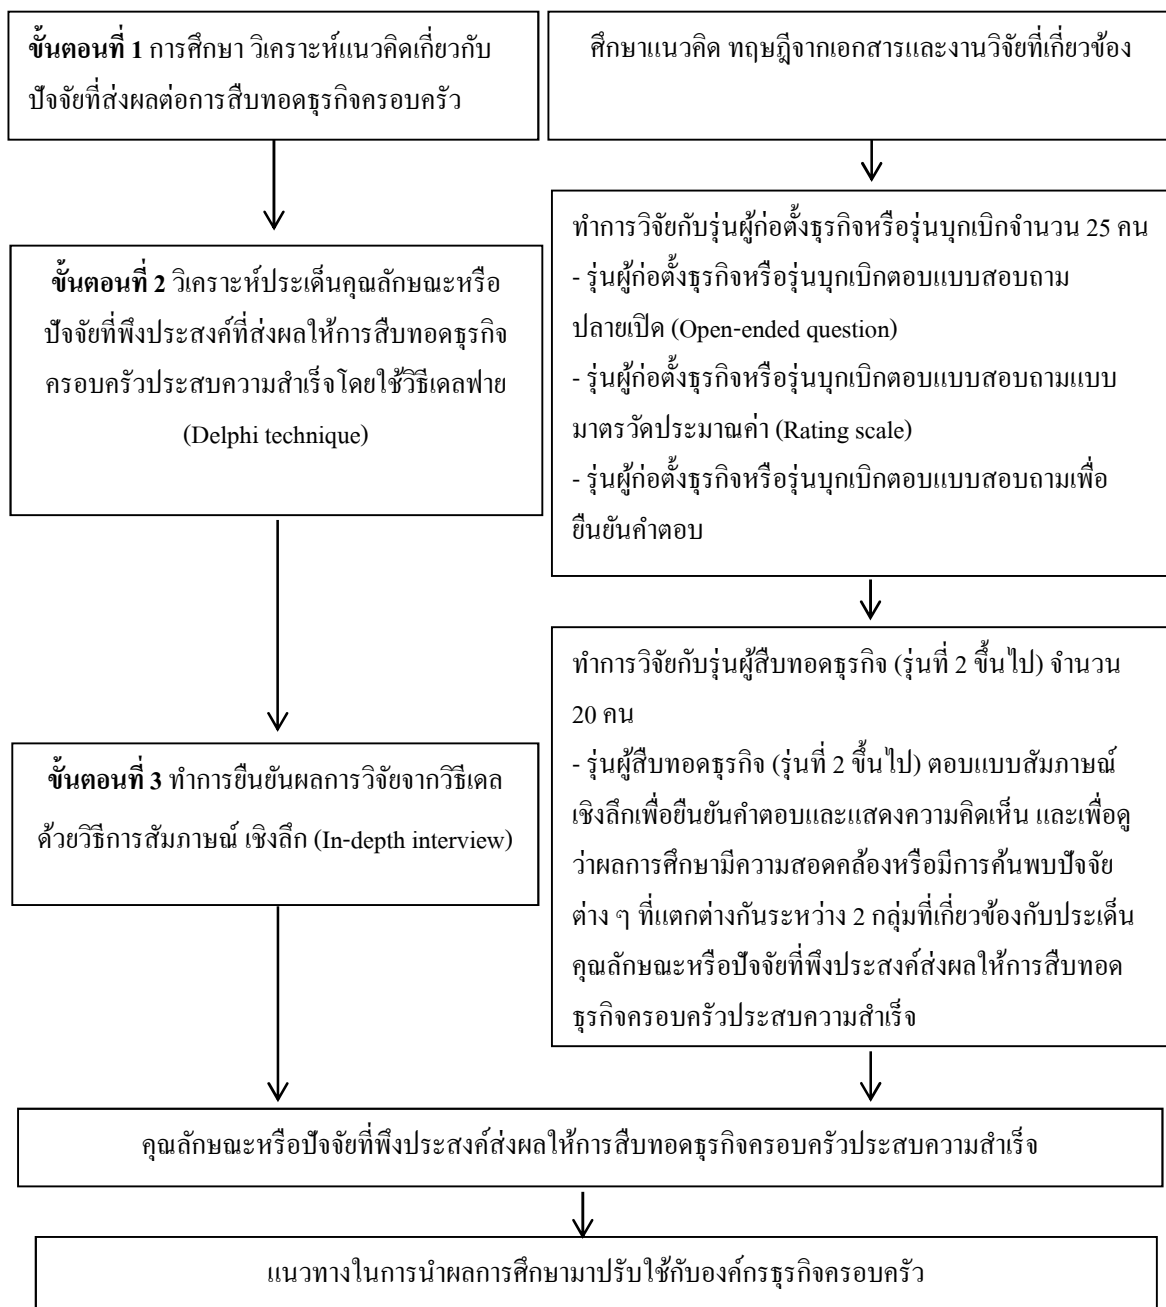 ขั้นตอนที่ 1 การศึกษา วิเคราะห์แนวคิดเกี่ยวกับ
ปัจจัยที่ส่งผลต่อการสืบทอดธุรกิจครอบครัว
ศึกษาแนวคิด ทฤษฎีจากเอกสารและงานวิจัยที่เกี่ยวข้อง
ขั้นตอนที่ 2 วิเคราะห์ประเด็นคุณลักษณะหรือ
ปัจจัยที่พึงประสงค์ที่ส่งผลให้การสืบทอดธุรกิจ
ครอบครัวประสบความสำเร็จโดยใช้วิธีเดลฟาย
(Delphi technique)
ทำการวิจัยกับรุ่นผู้ก่อตั้งธุรกิจหรือรุ่นบุกเบิกจำนวน 25 คน
- รุ่นผู้ก่อตั้งธุรกิจหรือรุ่นบุกเบิกตอบแบบสอบถาม
ปลายเปิด (Open-ended question)
- รุ่นผู้ก่อตั้งธุรกิจหรือรุ่นบุกเบิกตอบแบบสอบถามแบบ
มาตรวัดประมาณค่า (Rating scale)
- รุ่นผู้ก่อตั้งธุรกิจหรือรุ่นบุกเบิกตอบแบบสอบถามเพื่อ
ยืนยันคำตอบ
ขั้นตอนที่ 3 ทำการยืนยันผลการวิจัยจากวิธีเดล
ด้วยวิธีการสัมภาษณ์ เชิงลึก (In-depth interview)
ทำการวิจัยกับรุ่นผู้สืบทอดธุรกิจ (รุ่นที่ 2 ขึ้นไป) จำนวน
20 คน
- รุ่นผู้สืบทอดธุรกิจ (รุ่นที่ 2 ขึ้นไป) ตอบแบบสัมภาษณ์
เชิงลึกเพื่อยืนยันคำตอบและแสดงความคิดเห็น และเพื่อดู
ว่าผลการศึกษามีความสอดคล้องหรือมีการค้นพบปัจจัย
ต่าง ๆ ที่แตกต่างกันระหว่าง 2 กลุ่มที่เกี่ยวข้องกับประเด็น
คุณลักษณะหรือปัจจัยที่พึงประสงค์ส่งผลให้การสืบทอด
ธุรกิจครอบครัวประสบความสำเร็จ
คุณลักษณะหรือปัจจัยที่พึงประสงค์ส่งผลให้การสืบทอดธุรกิจครอบครัวประสบความสำเร็จ
แนวทางในการนำผลการศึกษามาปรับใช้กับองค์กรธุรกิจครอบครัว